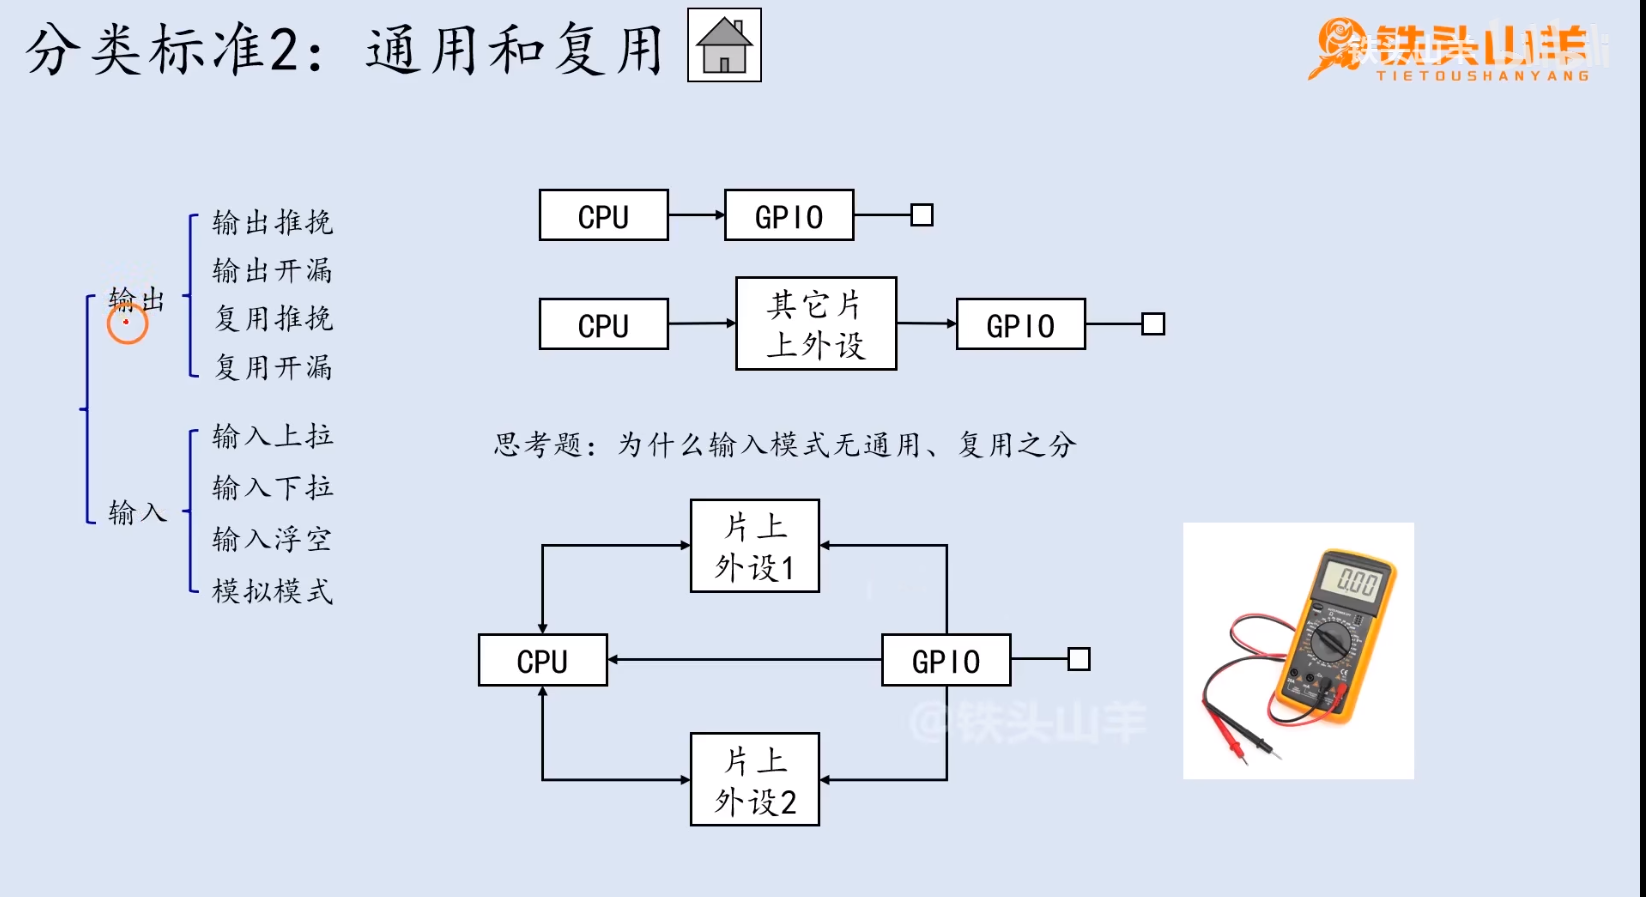 分类标准2：通用和复用
铁头山羊
TIETOUSHANYANG
输出
输出推挽
输出开漏
复用推挽
复用开漏
输入
输入上拉
输入下拉
输入浮空
模拟模式
CPU
GPIO
CPU
其它片
上外设
GPIO
思考题：为什么输入模式无通用、复用之分
片上
外设1
CPU
GPIO
片上
外设2
@铁头山羊
0.00